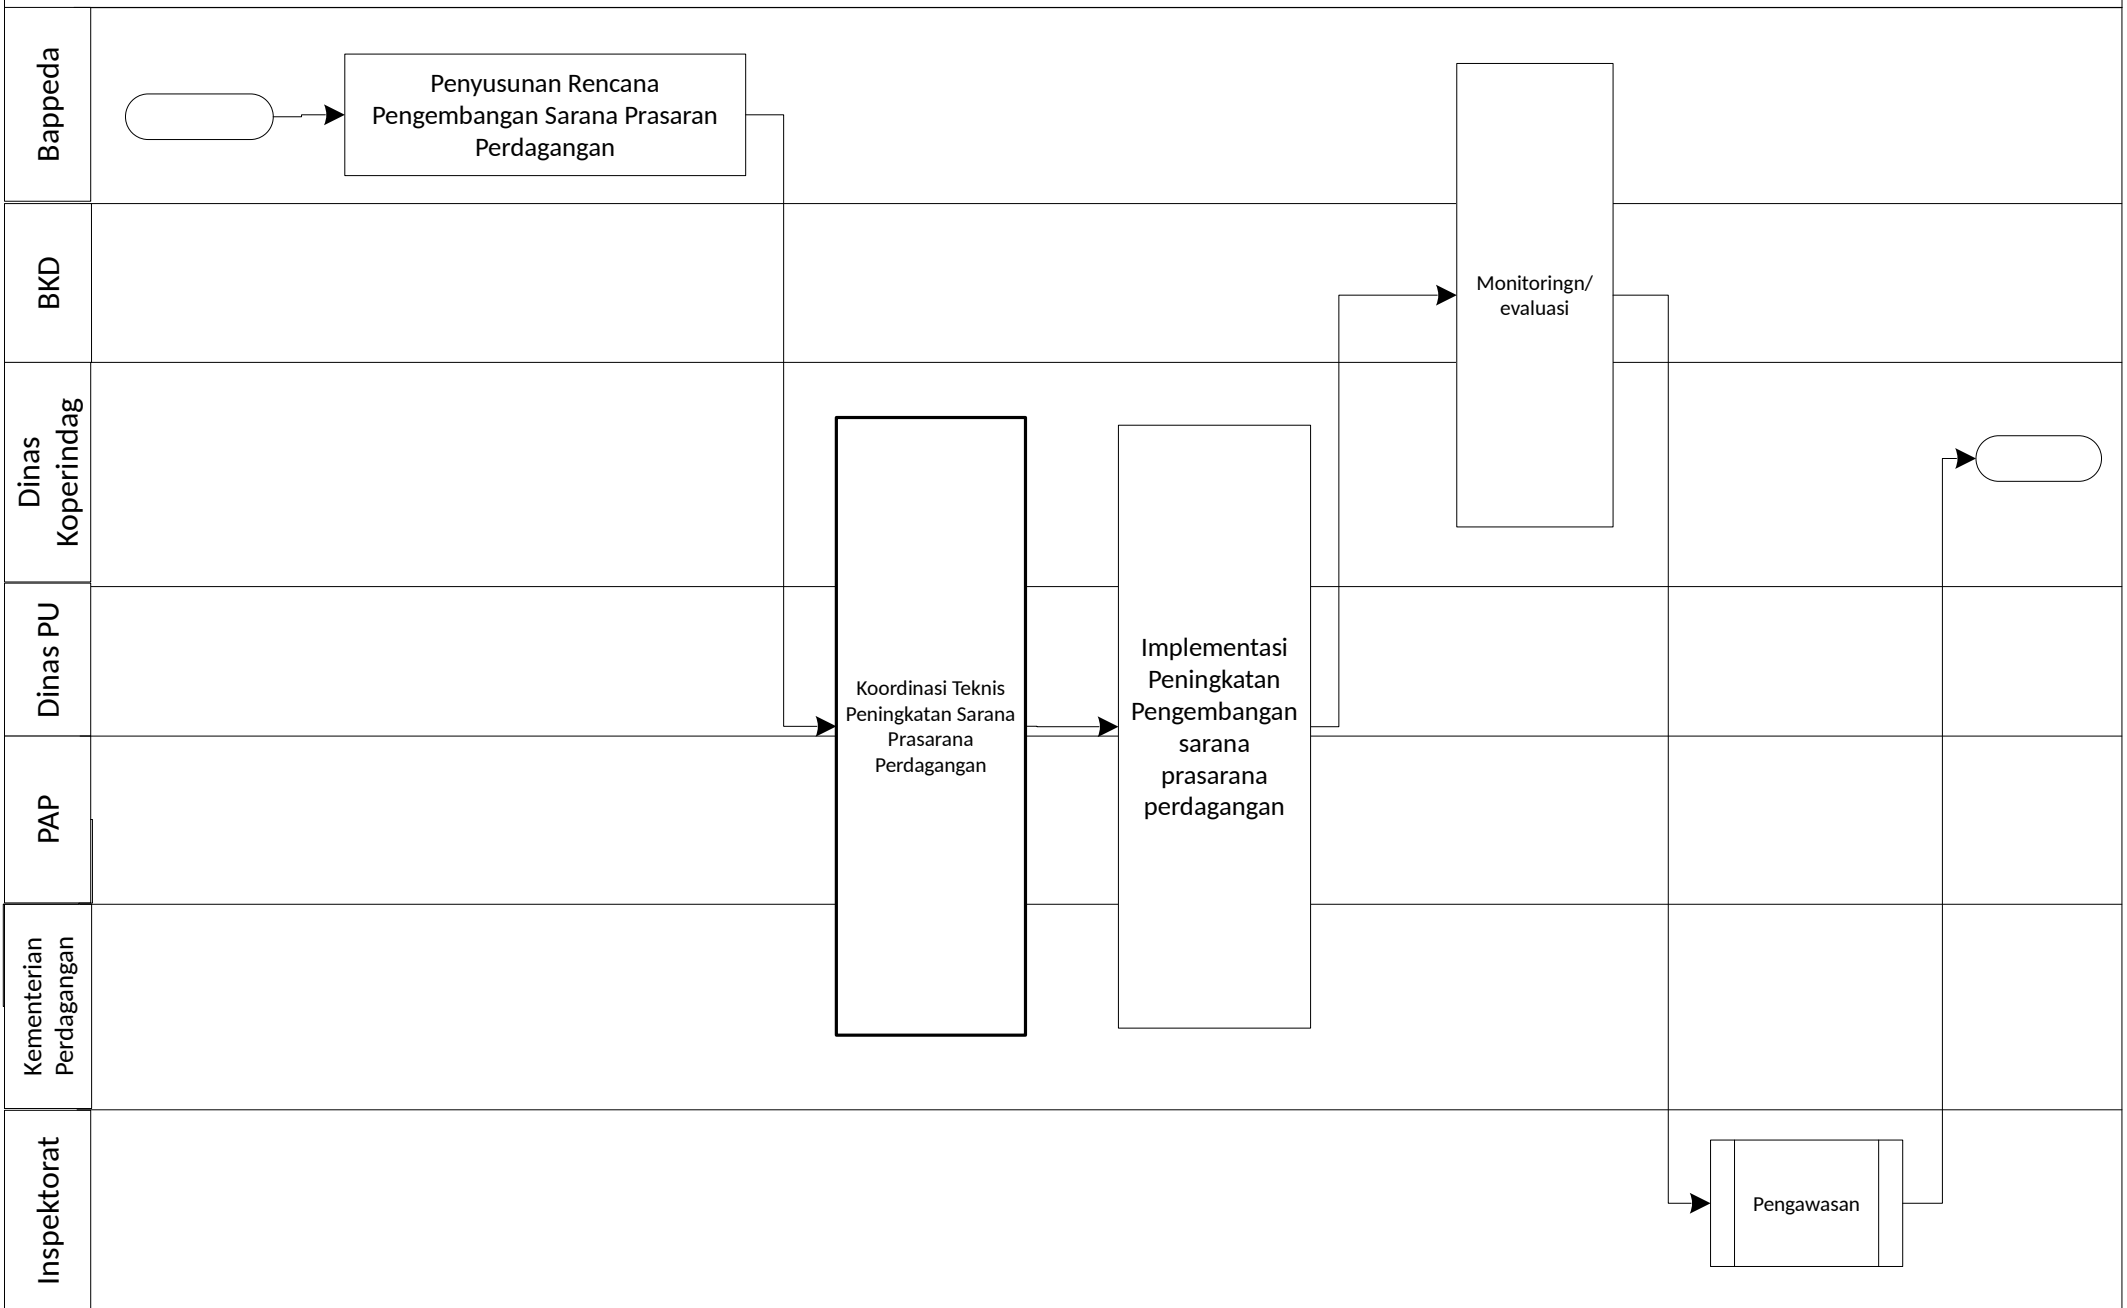 Bappeda
Penyusunan Rencana
Pengembangan Sarana Prasaran
Perdagangan
BKD
Monitoringn/
evaluasi
Dinas
Koperindag
Dinas PU
Koordinasi Teknis
Peningkatan Sarana
Prasarana
Perdagangan
Implementasi
Peningkatan
Pengembangan
sarana
prasarana
perdagangan
PAP
Kementerian
Perdagangan
Inspektorat
Pengawasan